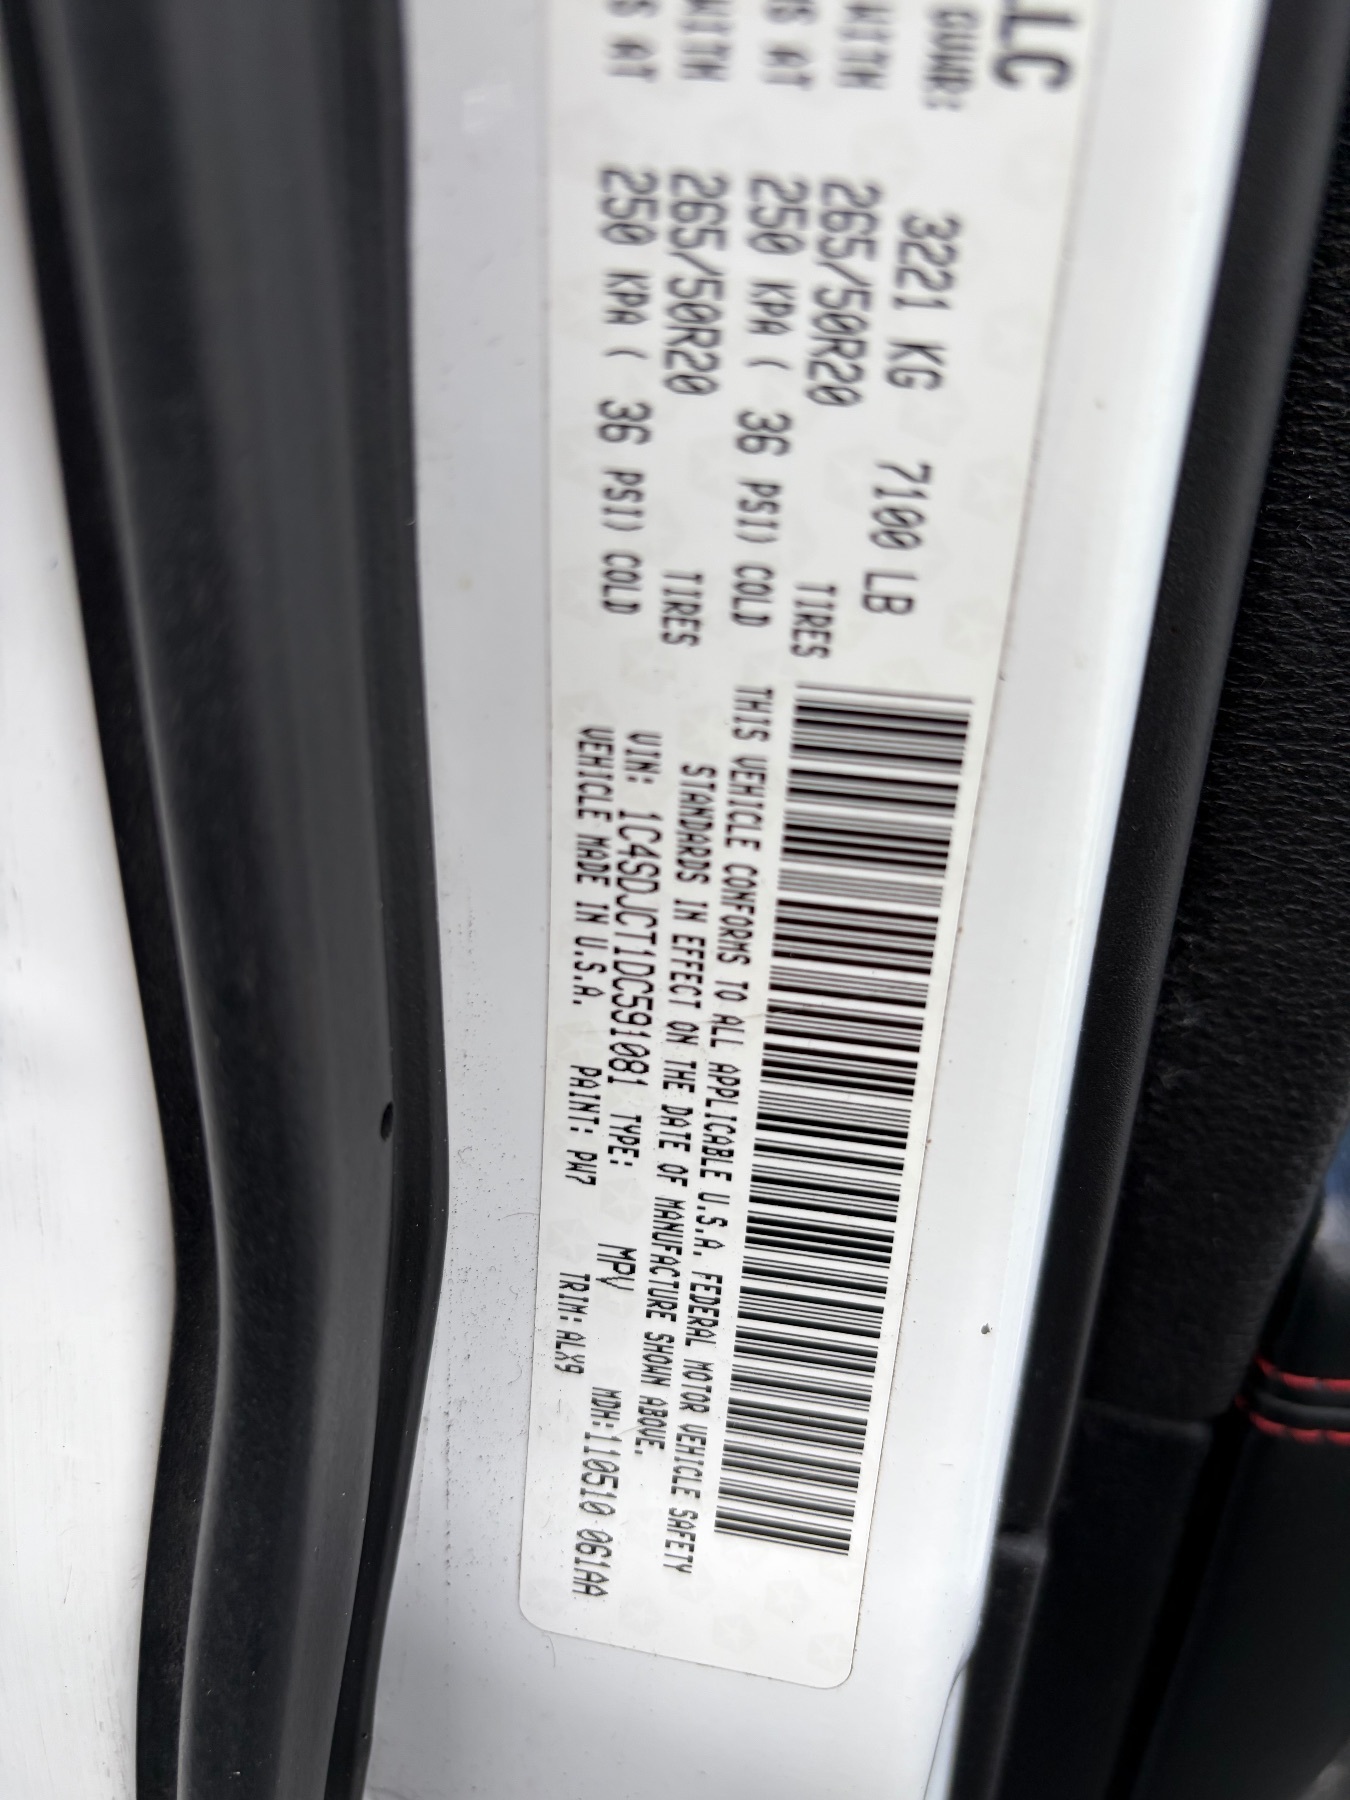 LLC
GVWR: 3221 KG 7100 LB
WITH 265/50R20 TIRES
AT 250 KPA ( 36 PSI) COLD
WITH 265/50R20 TIRES
AT 250 KPA ( 36 PSI) COLD
THIS VEHICLE CONFORMS TO ALL APPLICABLE U.S.A. FEDERAL MOTOR VEHICLE SAFETY
STANDARDS IN EFFECT ON THE DATE OF MANUFACTURE SHOWN ABOVE.
VIN: 1C4SDJCT1DC591081 TYPE: MPV MDH:110510 061AA
VEHICLE MADE IN U.S.A. PAINT: PW7 TRIM:ALX9